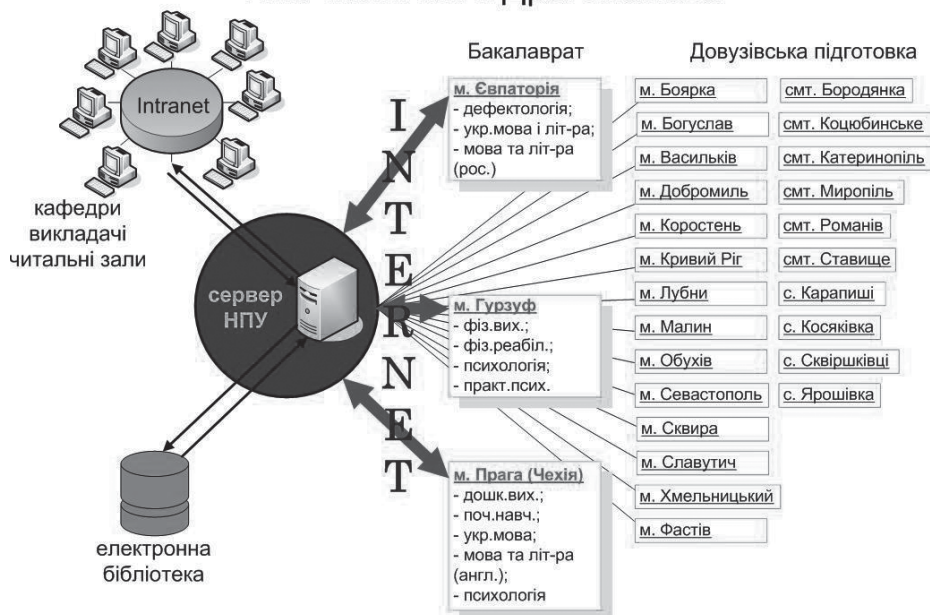 Intranet
кафедри
викладачі
читальні зали
сервер
НПУ
електронна
бібліотека
INTERNET
Бакалаврат
м. Євпаторія
- дефектологія;
- укр.мова і літ-ра;
- мова та літ-ра
(рос.)
м. Гурзуф
- фіз.вих.;
- фіз.реабіл.;
- психологія;
- практ.псих.
м. Прага (Чехія)
- дошк.вих.;
- поч.навч.;
- укр.мова;
- мова та літ-ра
(англ.);
- психологія
Довузівська підготовка
м. Боярка
м. Богуслав
м. Васильків
м. Добромиль
м. Коростень
м. Кривий Ріг
м. Лубни
м. Малин
м. Обухів
м. Севастополь
м. Сквира
м. Славутич
м. Хмельницький
м. Фастів
смт. Бородянка
смт. Коцюбинське
смт. Катеринопіль
смт. Миропіль
смт. Романів
смт. Ставище
с. Карапиші
с. Косяківка
с. Сквіршківці
с. Ярошівка